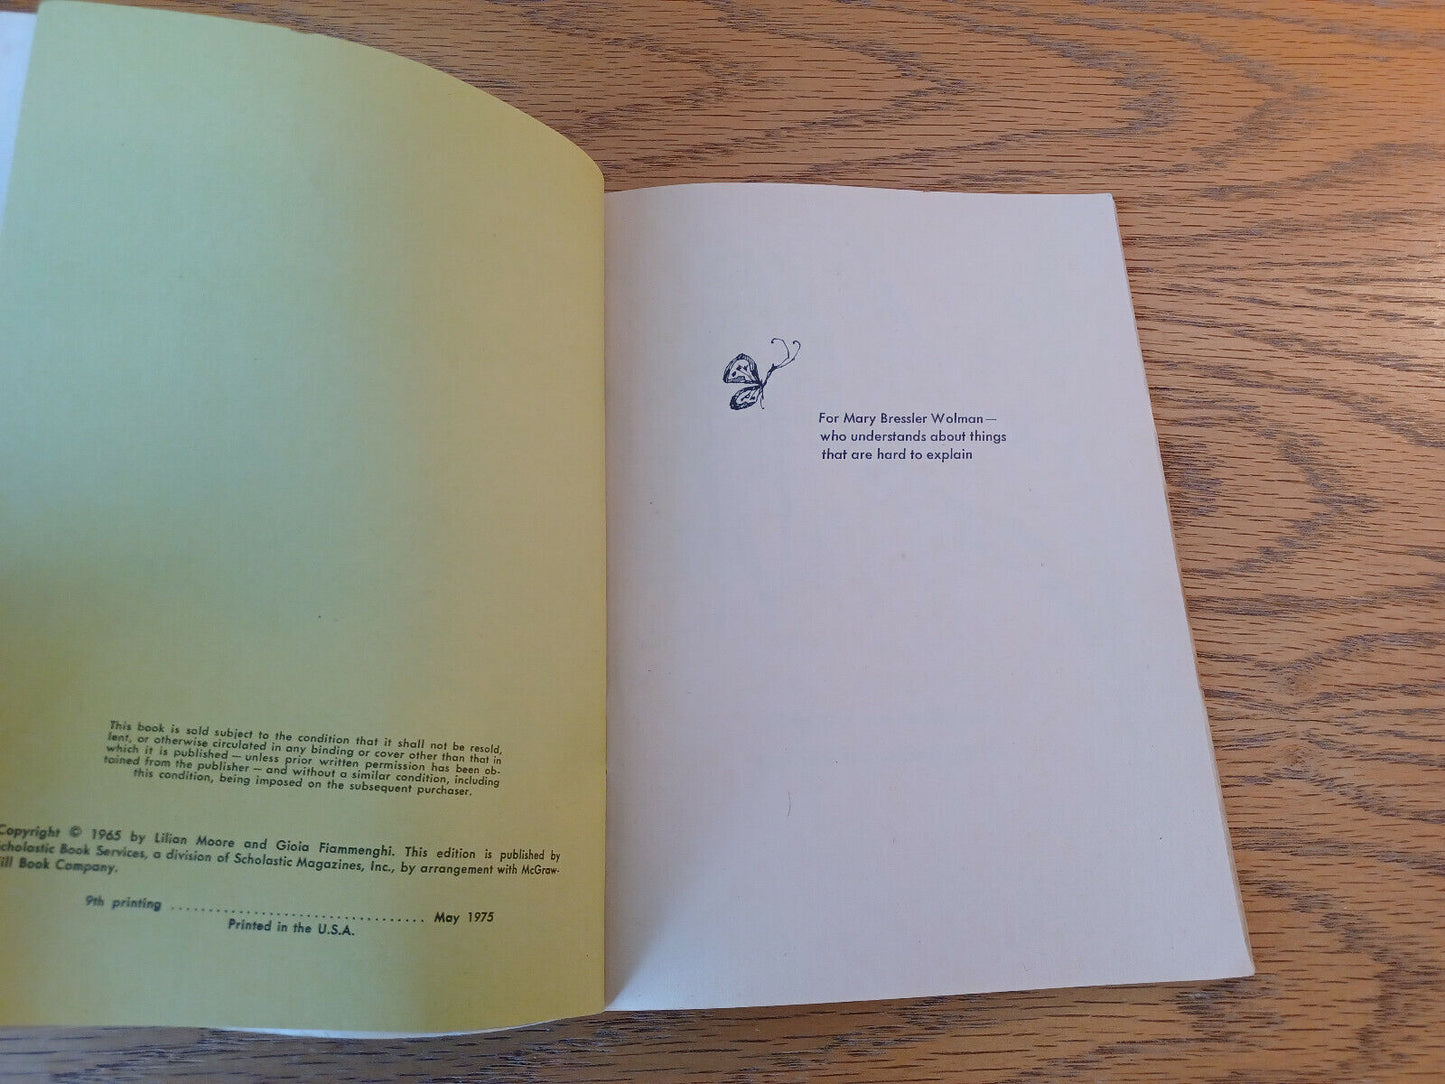 This book is sold subject to the condition that it shall not be resold,
lent, or otherwise circulated in any binding or cover other than that in
which it is published — unless prior written permission has been ob-
tained from the publisher — and without a similar condition, including
this condition, being imposed on the subsequent purchaser.
Copyright © 1965 by Lilian Moore and Gioia Fiammenghi. This edition is published by
cholastic Book Services, a division of Scholastic Magazines, Inc., by arrangement with McGraw-
ill Book Company.
9th printing .................................. May 1975
Printed in the U.S.A.
For Mary Bressler Wolman—
who understands about things
that are hard to explain